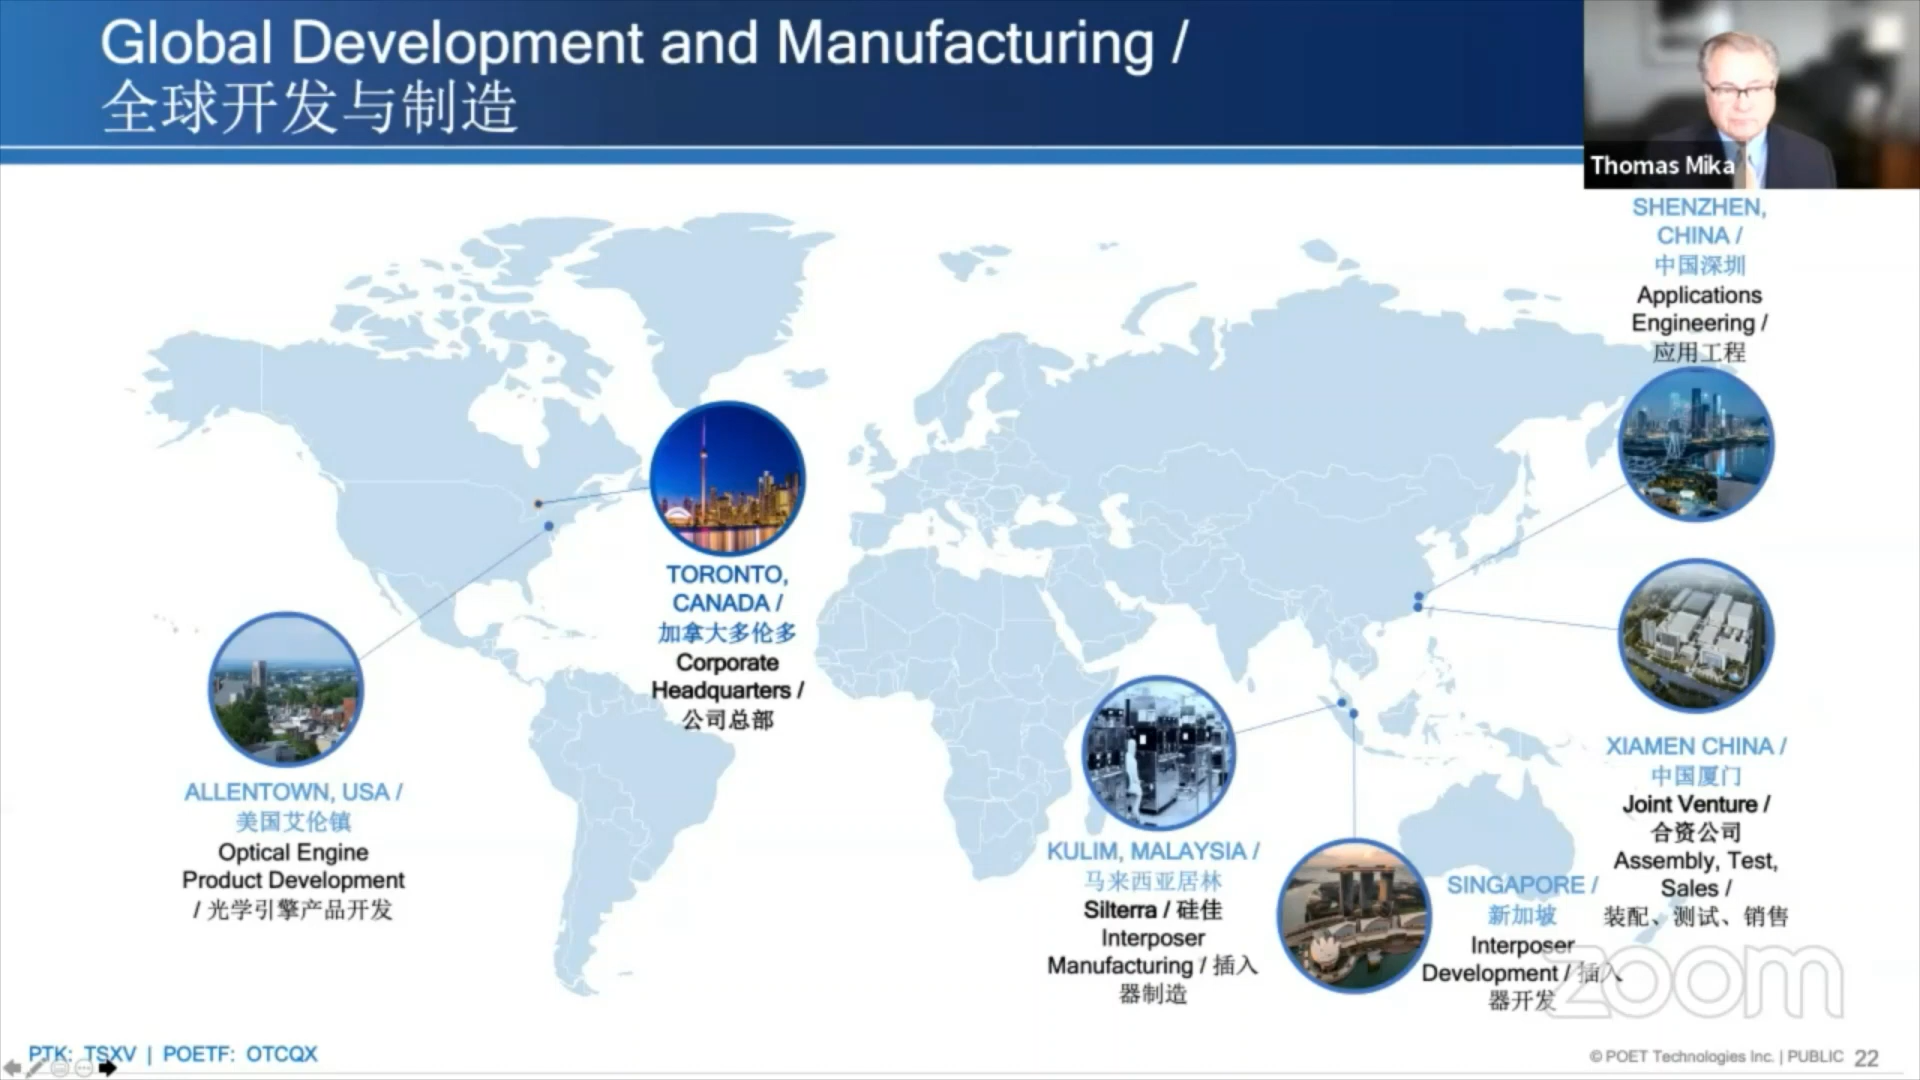 Global Development and Manufacturing /
全球开发与制造
Thomas Mika
SHENZHEN,
CHINA /
中国深圳
Applications
Engineering /
应用工程
TORONTO,
CANADA /
加拿大多伦多
Corporate
Headquarters /
公司总部
ALLENTOWN, USA /
美国艾伦镇
Optical Engine
Product Development
/ 光学引擎产品开发
KULIM, MALAYSIA /
马来西亚居林
Silterra / 硅佳
Interposer
Manufacturing / 插入
器制造
SINGAPORE /
新加坡
Interposer
Development / 插入
器开发
XIAMEN CHINA /
中国厦门
Joint Venture /
合资公司
Assembly, Test,
Sales /
装配、测试、销售
zoom
PTK: TSXV | POETF: OTCQX
© POET Technologies Inc. | PUBLIC 22